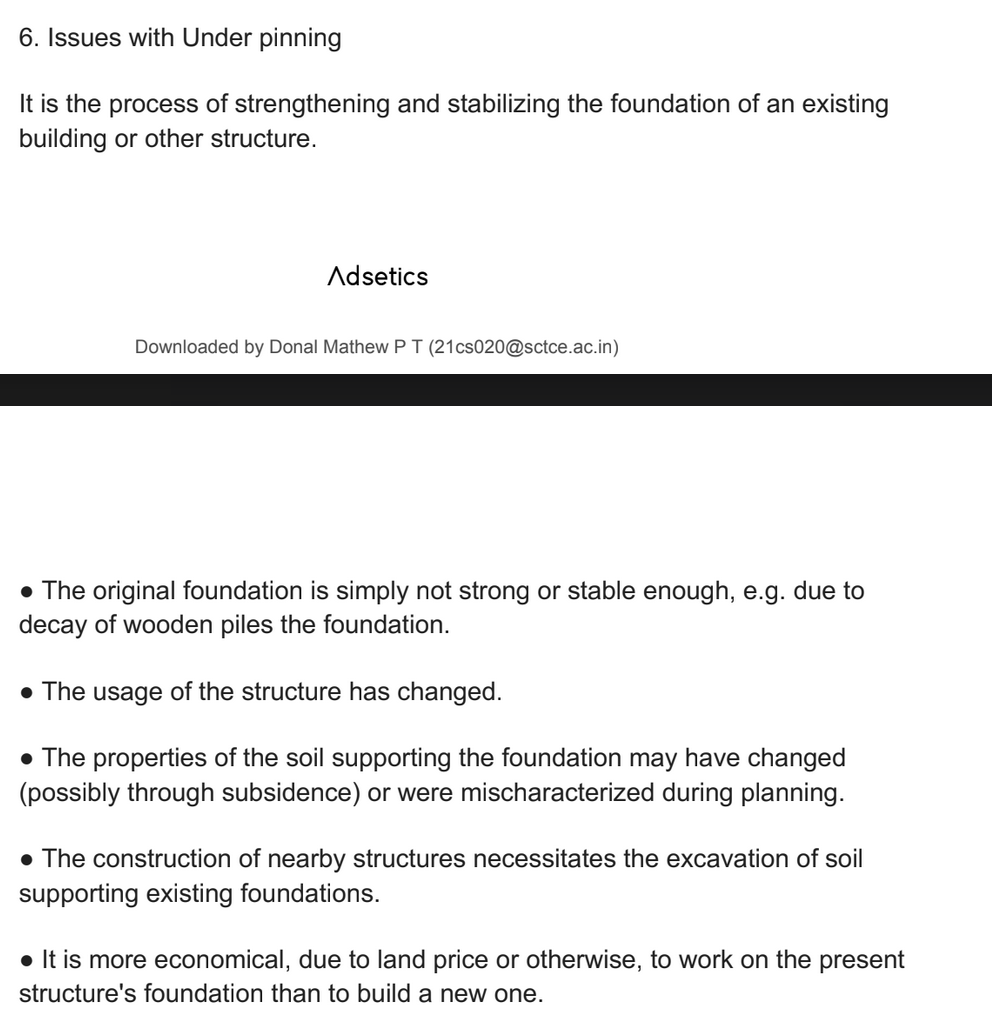 6. Issues with Under pinning
It is the process of strengthening and stabilizing the foundation of an existing
building or other structure.
Adsetics
Downloaded by Donal Mathew P T (21cs020@sctce.ac.in)
● The original foundation is simply not strong or stable enough, e.g. due to
decay of wooden piles the foundation.
● The usage of the structure has changed.
● The properties of the soil supporting the foundation may have changed
(possibly through subsidence) or were mischaracterized during planning.
● The construction of nearby structures necessitates the excavation of soil
supporting existing foundations.
● It is more economical, due to land price or otherwise, to work on the present
structure's foundation than to build a new one.